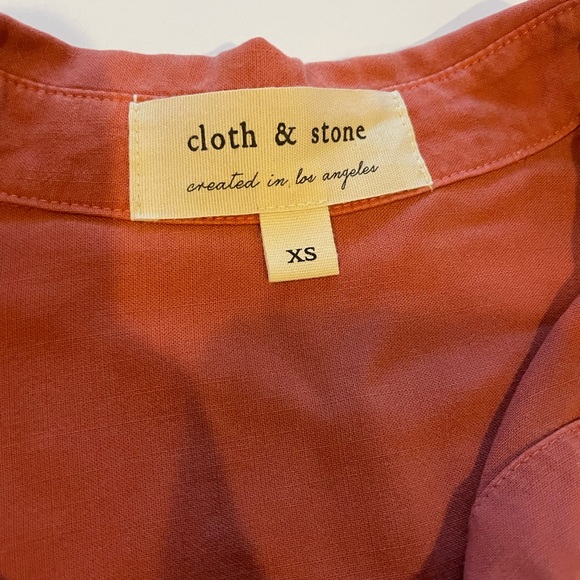 cloth & stone
created in los angeles
XS